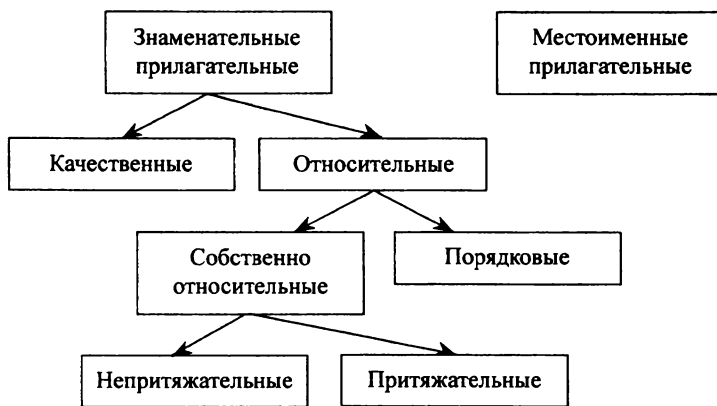 Знаменательные
прилагательные
Местоименные
прилагательные
Качественные
Относительные
Собственно
относительные
Порядковые
Непритяжательные
Притяжательные